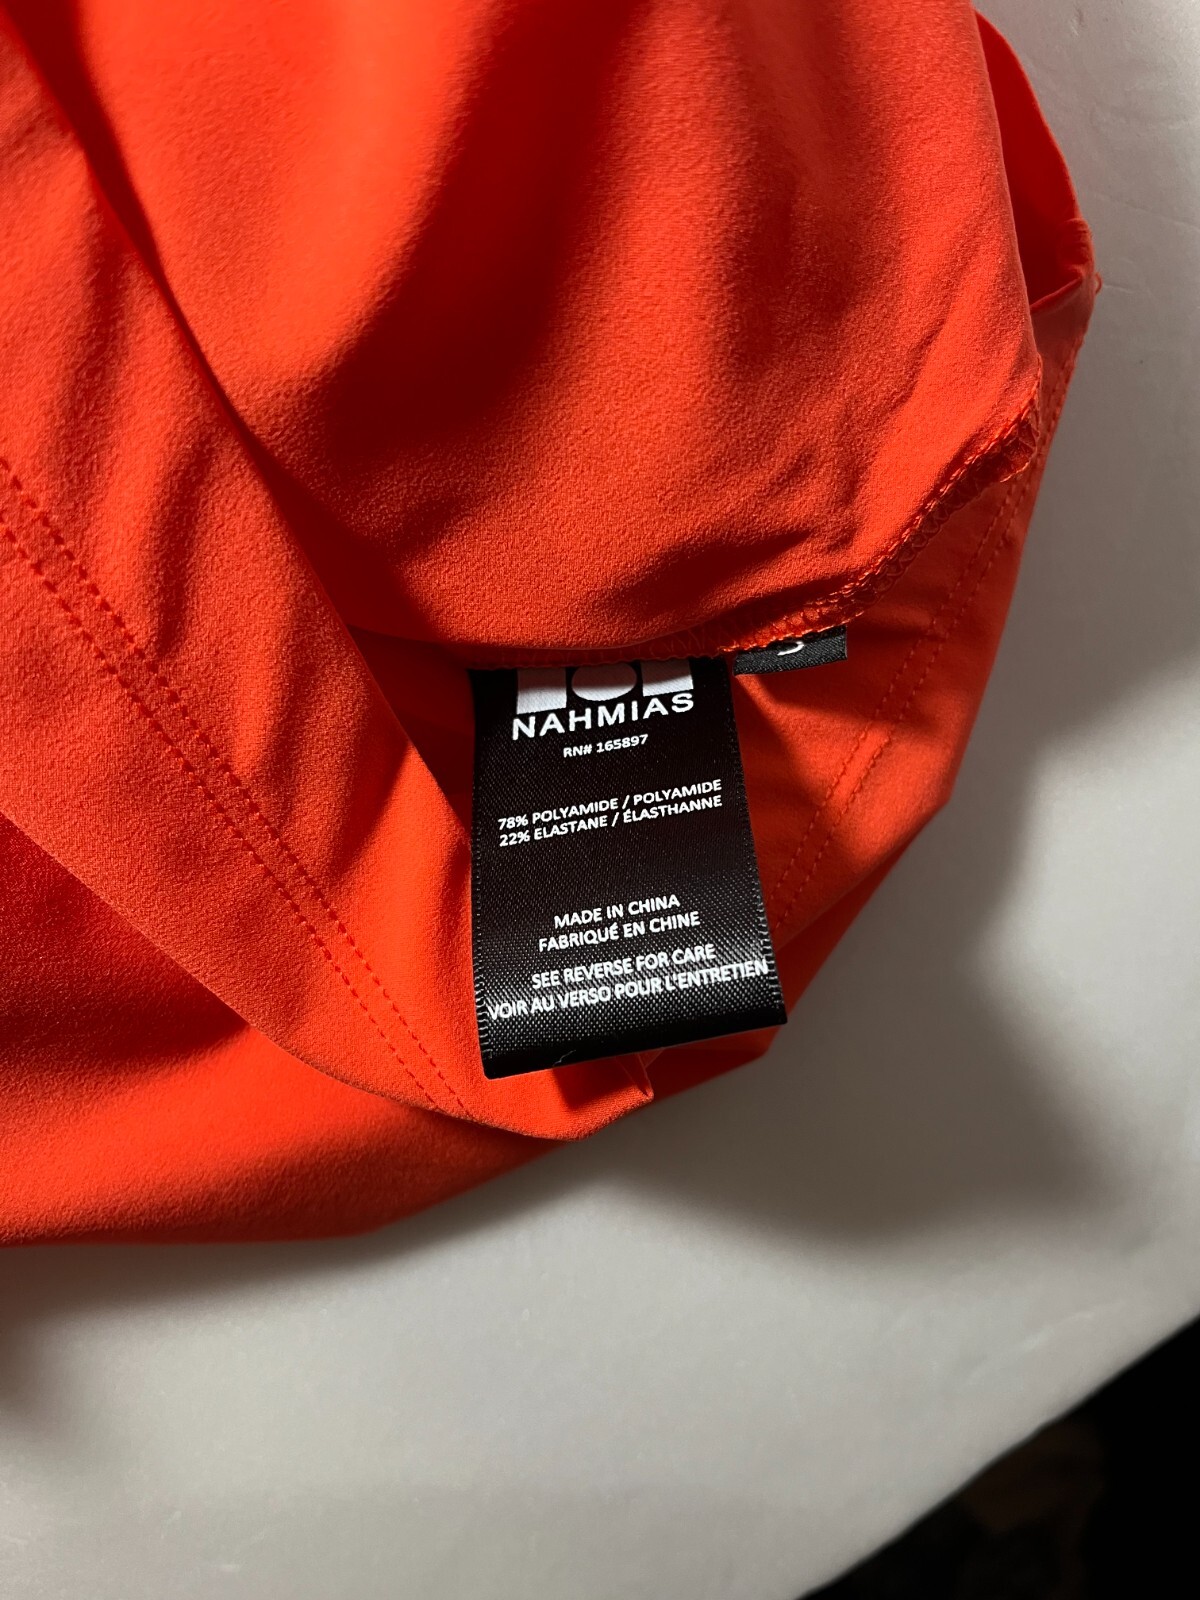 NAHMIAS
RN# 165897
78% POLYAMIDE / POLYAMIDE
22% ELASTANE / ÉLASTHANNE
MADE IN CHINA
FABRIQUÉ EN CHINE
SEE REVERSE FOR CARE
VOIR AU VERSO POUR L'ENTRETIEN